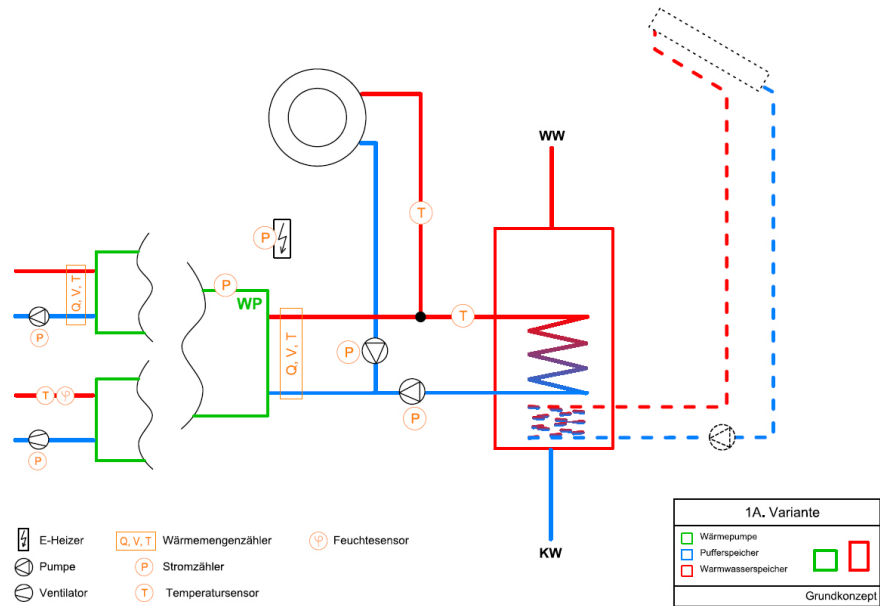 WW
T
P
P
WP
Q, V, T
T
Q, V, T
P
P
T φ
P
P
KW
E-Heizer
Q, V, T Wärmemengenzähler
φ Feuchtesensor
Pumpe
P Stromzähler
Ventilator
T Temperatursensor
1A. Variante
Wärmepumpe
Pufferspeicher
Warmwasserspeicher
Grundkonzept